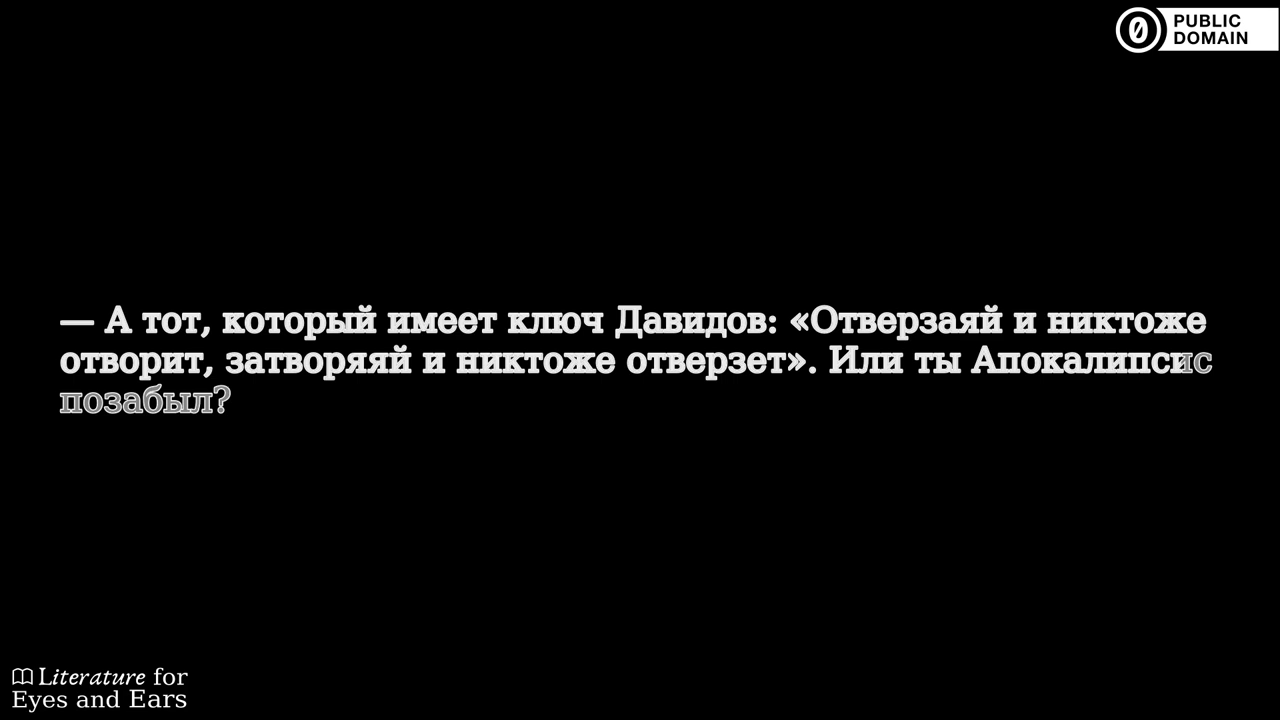 PUBLIC
DOMAIN
— А тот, который имеет ключ Давидов: «Отверзаяй и никтоже
отворит, затворяяй и никтоже отверзет». Или ты Апокалипсис
позабыл?
Literature for
Eyes and Ears